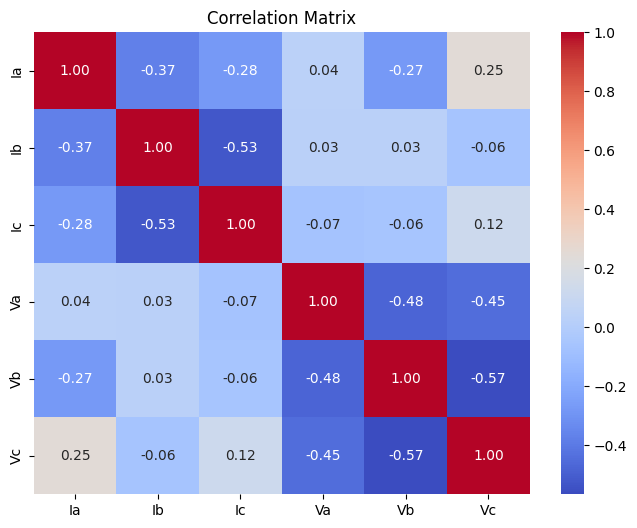 Correlation Matrix
Ia 1.00 -0.37 -0.28 0.04 -0.27 0.25
Ib -0.37 1.00 -0.53 0.03 0.03 -0.06
Ic -0.28 -0.53 1.00 -0.07 -0.06 0.12
Va 0.04 0.03 -0.07 1.00 -0.48 -0.45
Vb -0.27 0.03 -0.06 -0.48 1.00 -0.57
Vc 0.25 -0.06 0.12 -0.45 -0.57 1.00
Ia Ib Ic Va Vb Vc
1.0
0.8
0.6
0.4
0.2
0.0
−0.2
−0.4